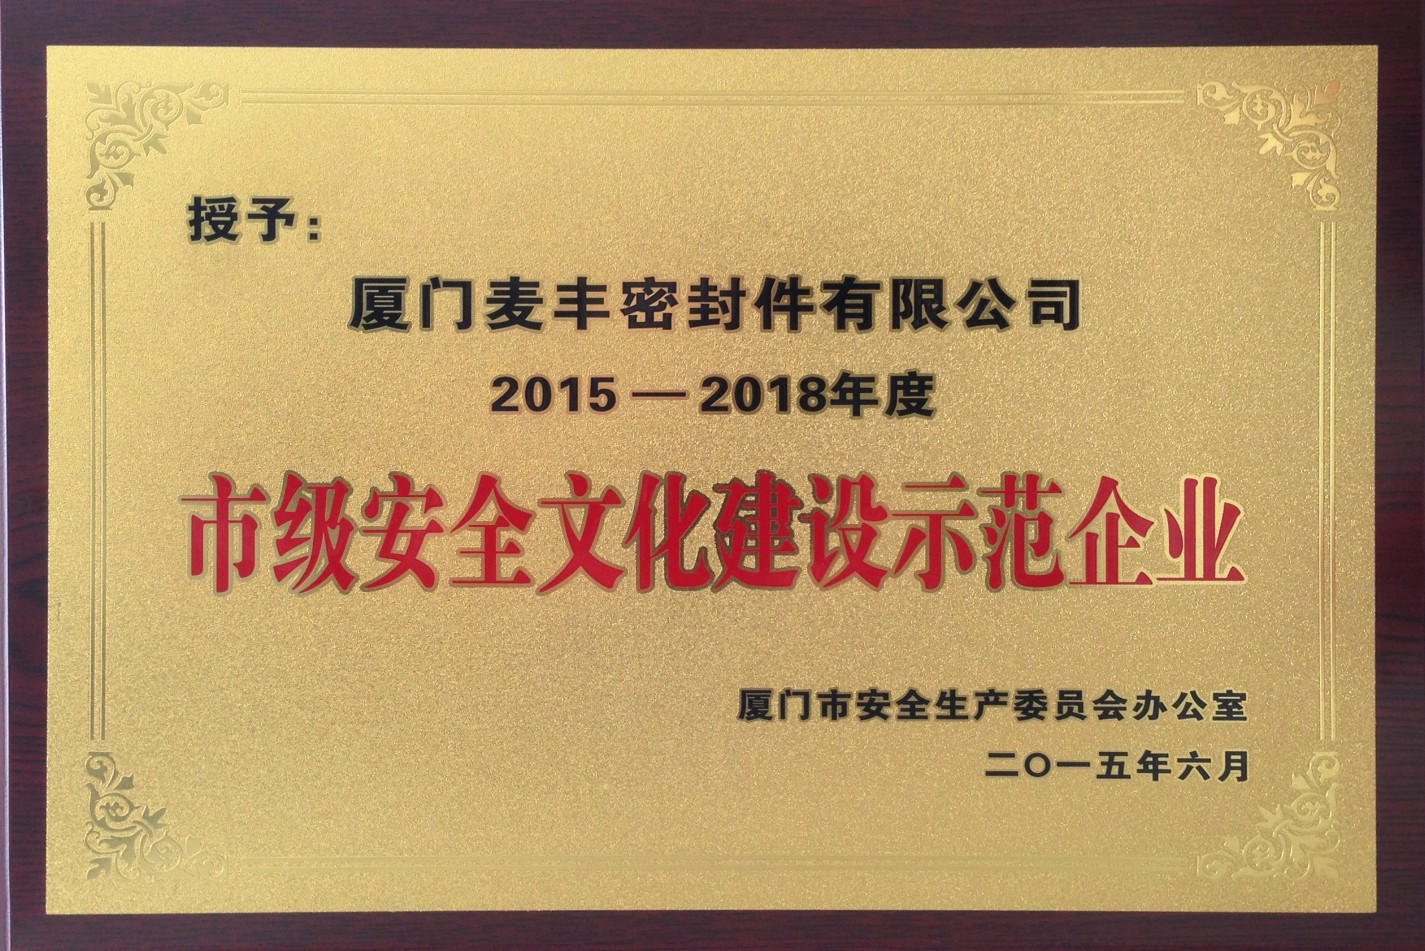 授予：
厦门麦丰密封件有限公司
2015—2018年度
市级安全文化建设示范企业
厦门市安全生产委员会办公室
二〇一五年六月